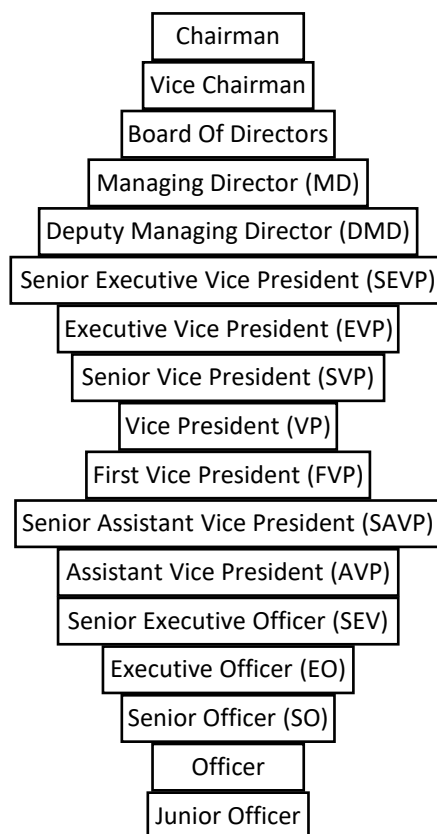 Chairman
Vice Chairman
Board Of Directors
Managing Director (MD)
Deputy Managing Director (DMD)
Senior Executive Vice President (SEVP)
Executive Vice President (EVP)
Senior Vice President (SVP)
Vice President (VP)
First Vice President (FVP)
Senior Assistant Vice President (SAVP)
Assistant Vice President (AVP)
Senior Executive Officer (SEV)
Executive Officer (EO)
Senior Officer (SO)
Officer
Junior Officer